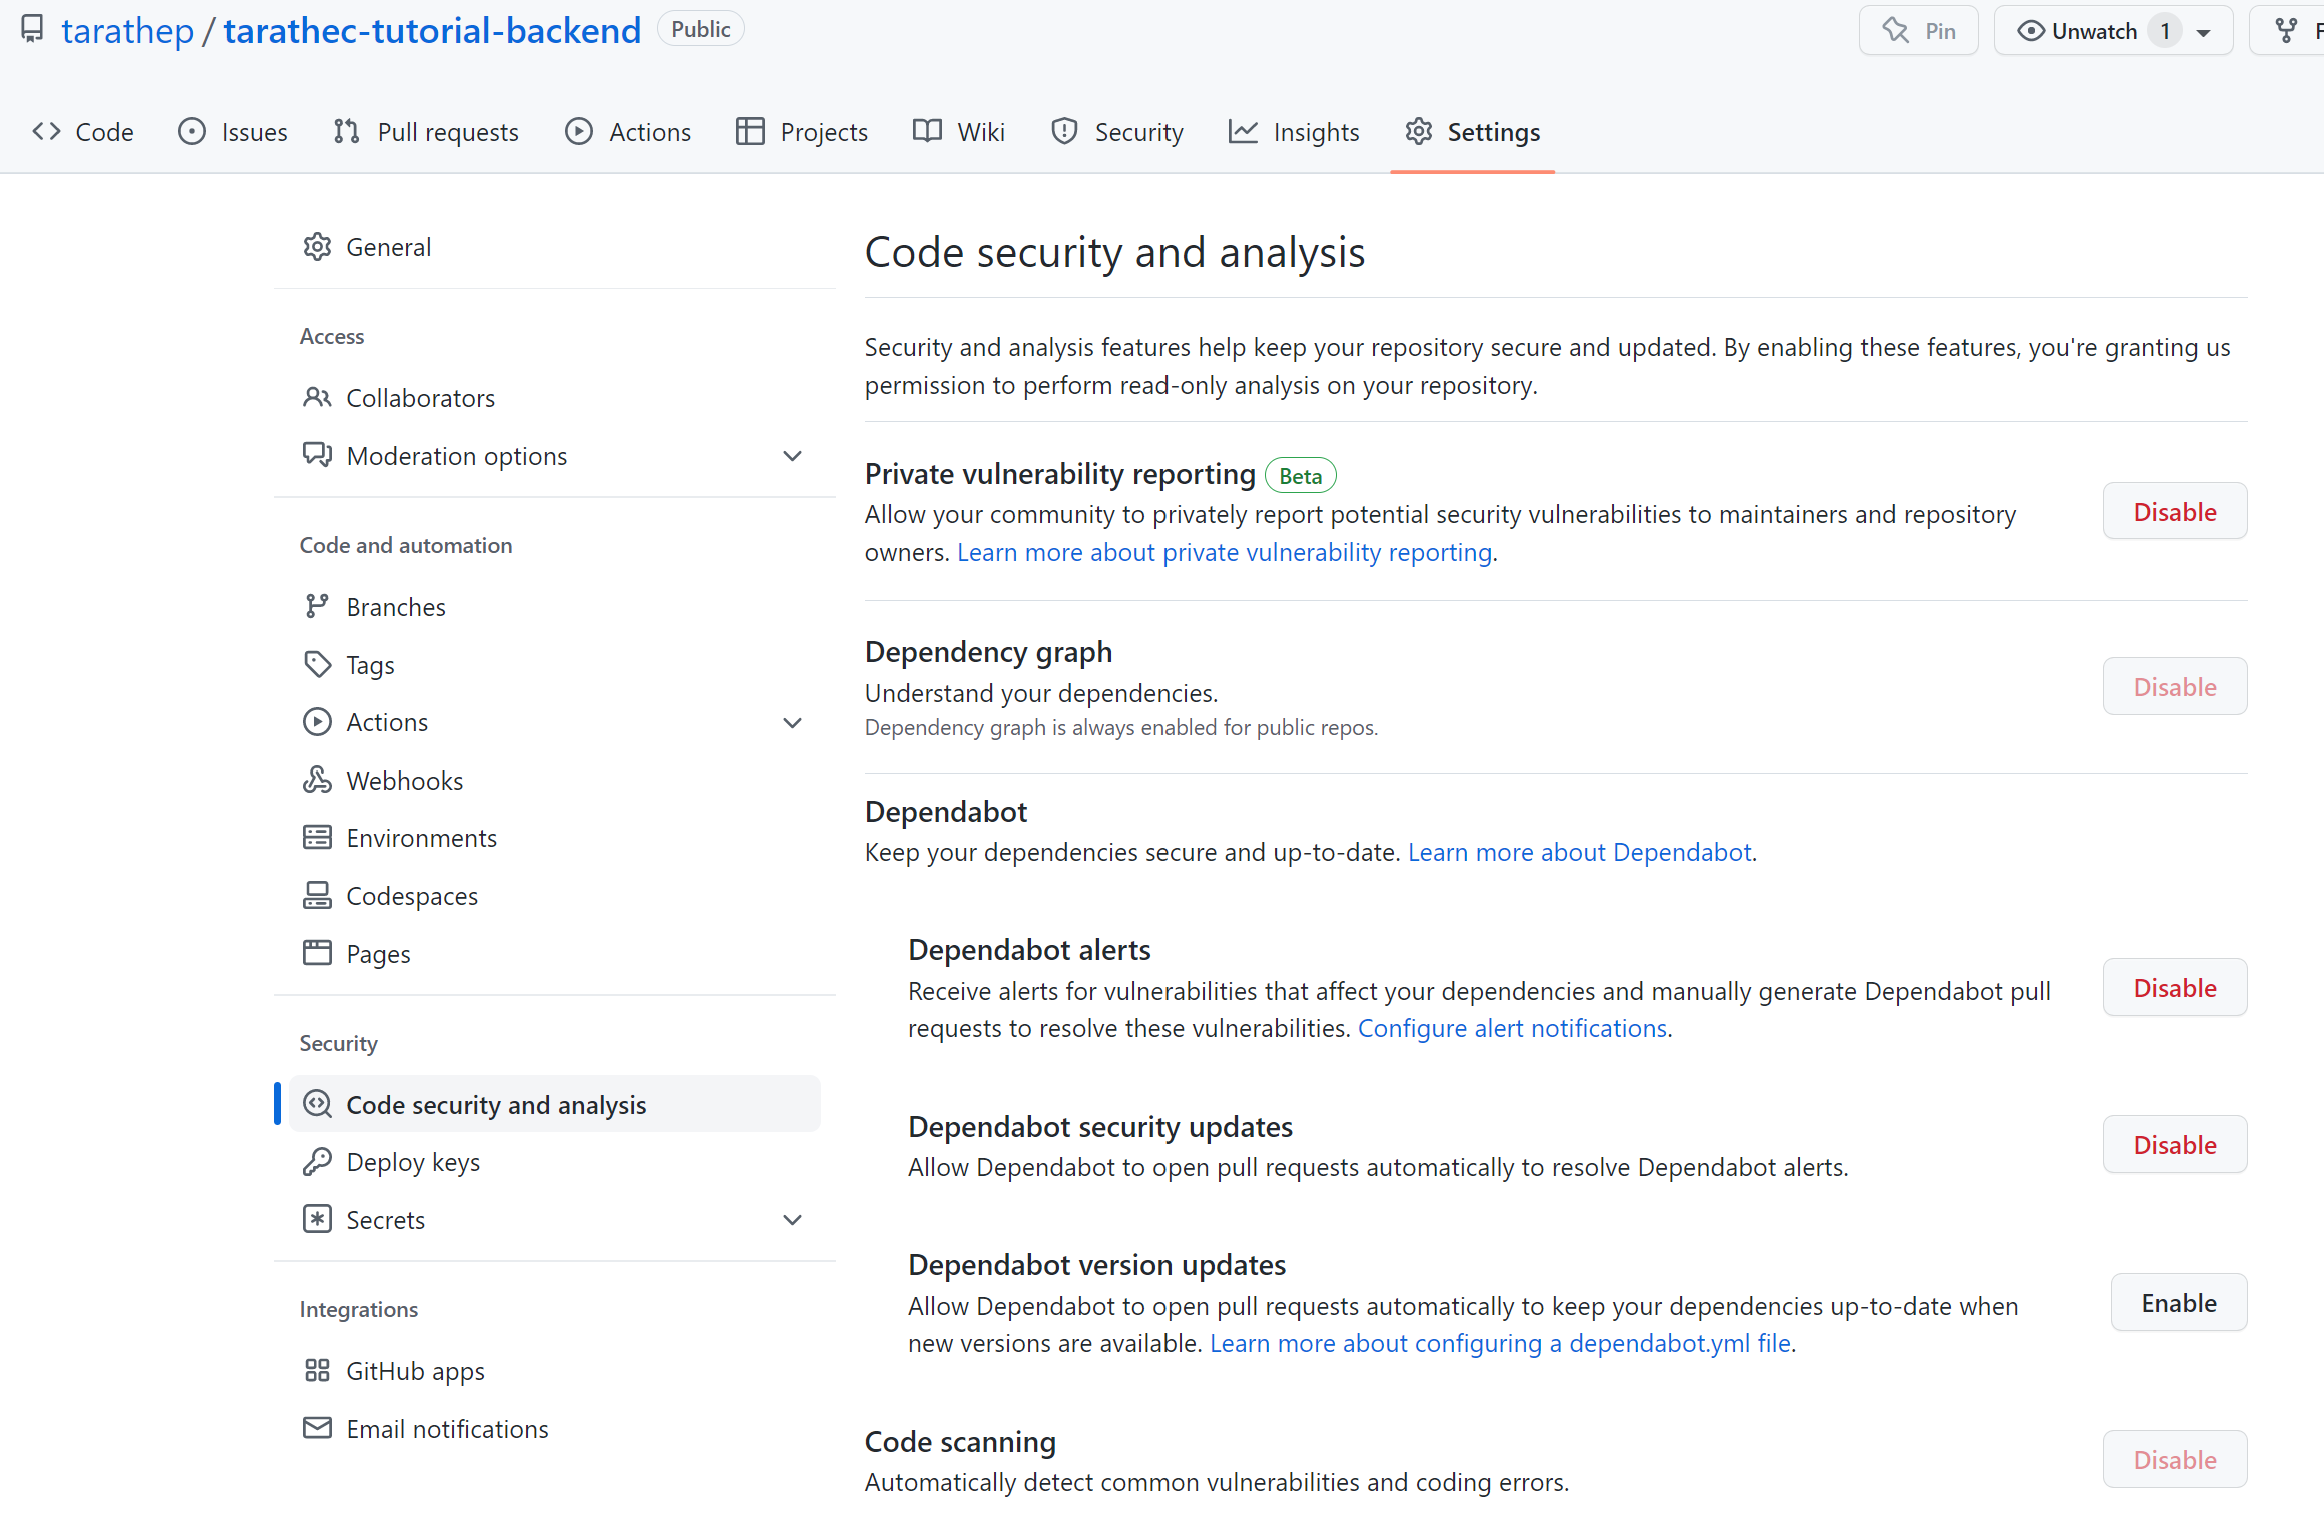 tarathep / tarathec-tutorial-backend Public
Pin
Unwatch 1
Code
Issues
Pull requests
Actions
Projects
Wiki
Security
Insights
Settings
General
Access
Collaborators
Moderation options
Code and automation
Branches
Tags
Actions
Webhooks
Environments
Codespaces
Pages
Security
Code security and analysis
Deploy keys
Secrets
Integrations
GitHub apps
Email notifications
Code security and analysis
Security and analysis features help keep your repository secure and updated. By enabling these features, you're granting us
permission to perform read-only analysis on your repository.
Private vulnerability reporting Beta
Allow your community to privately report potential security vulnerabilities to maintainers and repository
owners. Learn more about private vulnerability reporting.
Disable
Dependency graph
Understand your dependencies.
Dependency graph is always enabled for public repos.
Disable
Dependabot
Keep your dependencies secure and up-to-date. Learn more about Dependabot.
Dependabot alerts
Receive alerts for vulnerabilities that affect your dependencies and manually generate Dependabot pull
requests to resolve these vulnerabilities. Configure alert notifications.
Disable
Dependabot security updates
Allow Dependabot to open pull requests automatically to resolve Dependabot alerts.
Disable
Dependabot version updates
Allow Dependabot to open pull requests automatically to keep your dependencies up-to-date when
new versions are available. Learn more about configuring a dependabot.yml file.
Enable
Code scanning
Automatically detect common vulnerabilities and coding errors.
Disable